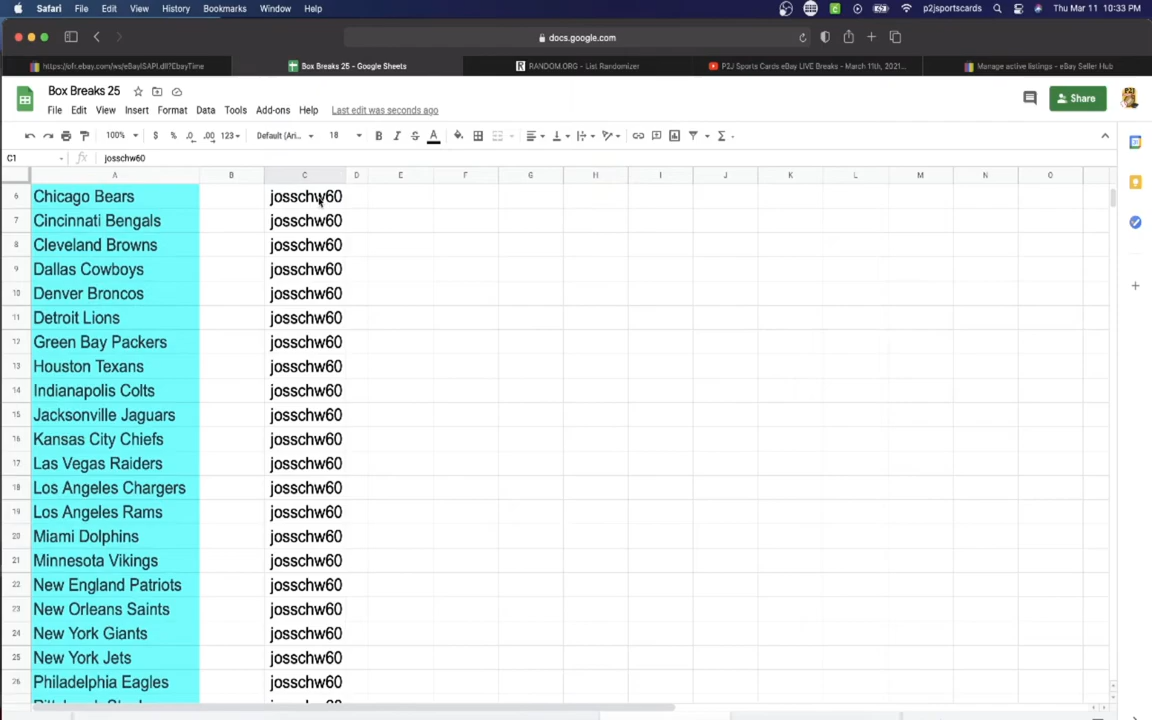 Safari File Edit View History Bookmarks Window Help p2jsportscards Thu Mar 11 10:33 PM
docs.google.com
https://ofr.ebay.com/ws/eBayISAPI.dll?EbayTime Box Breaks 25 - Google Sheets RANDOM.ORG - List Randomizer P2J Sports Cards eBay LIVE Breaks - March 11th, 2021... Manage active listings - eBay Seller Hub
Box Breaks 25
File Edit View Insert Format Data Tools Add-ons Help Last edit was seconds ago Share
100% $ % .0 .00 123 Default (Ari... 18 B I S A
C1 fx josschw60
A B C D E F G H I J K L M N O
6 Chicago Bears josschw60
7 Cincinnati Bengals josschw60
8 Cleveland Browns josschw60
9 Dallas Cowboys josschw60
10 Denver Broncos josschw60
11 Detroit Lions josschw60
12 Green Bay Packers josschw60
13 Houston Texans josschw60
14 Indianapolis Colts josschw60
15 Jacksonville Jaguars josschw60
16 Kansas City Chiefs josschw60
17 Las Vegas Raiders josschw60
18 Los Angeles Chargers josschw60
19 Los Angeles Rams josschw60
20 Miami Dolphins josschw60
21 Minnesota Vikings josschw60
22 New England Patriots josschw60
23 New Orleans Saints josschw60
24 New York Giants josschw60
25 New York Jets josschw60
26 Philadelphia Eagles josschw60